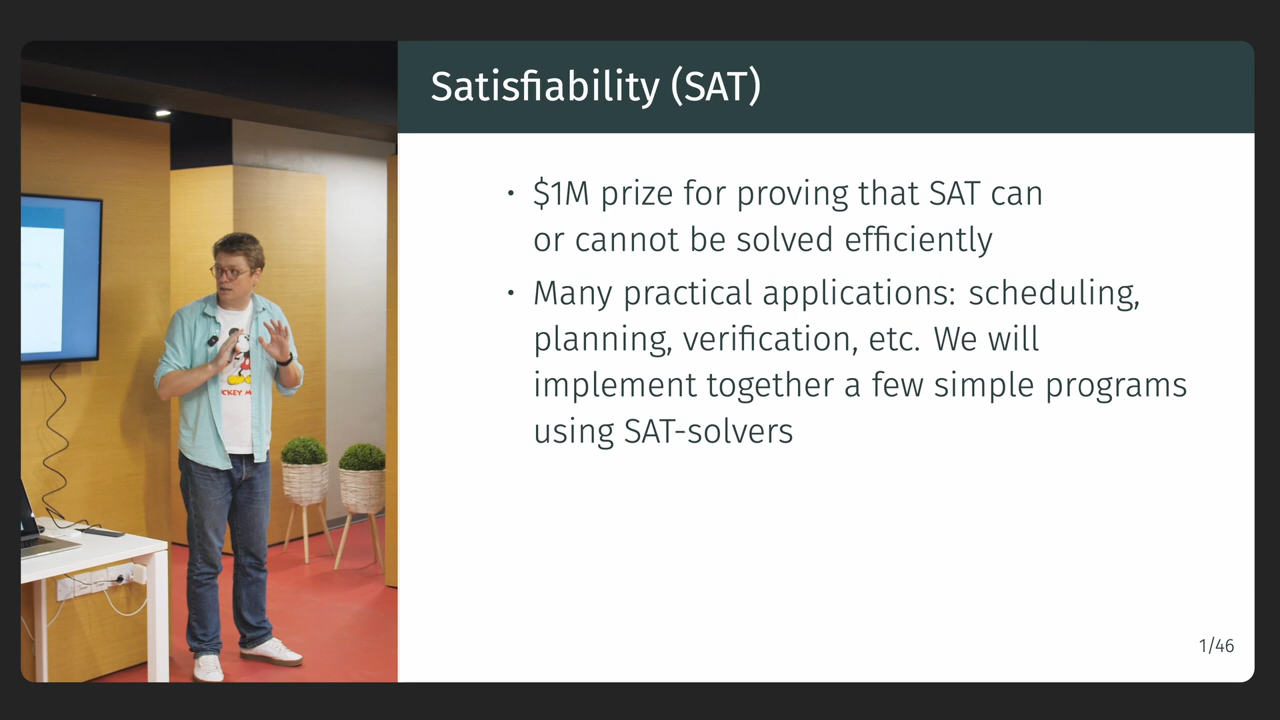 Satisfiability (SAT)
• $1M prize for proving that SAT can
or cannot be solved efficiently
• Many practical applications: scheduling,
planning, verification, etc. We will
implement together a few simple programs
using SAT-solvers
1/46